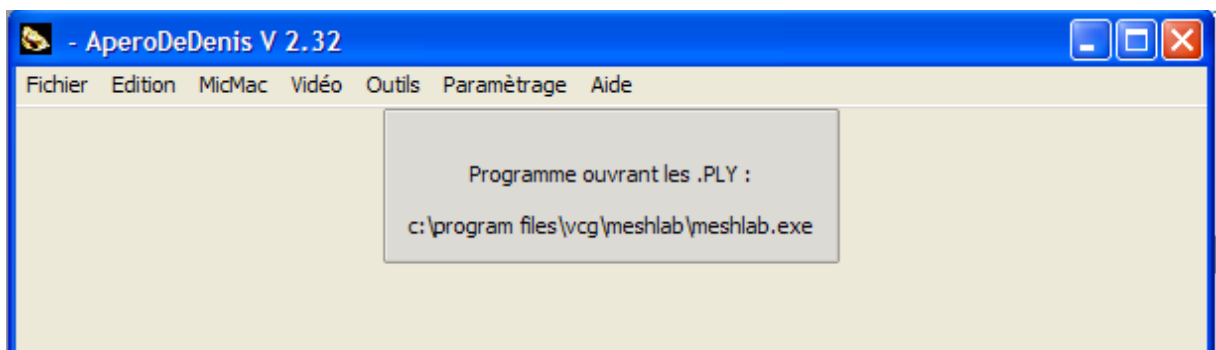 - AperoDeDenis V 2.32
Fichier Edition MicMac Vidéo Outils Paramètrage Aide
Programme ouvrant les .PLY :
c:\program files\vcg\meshlab\meshlab.exe